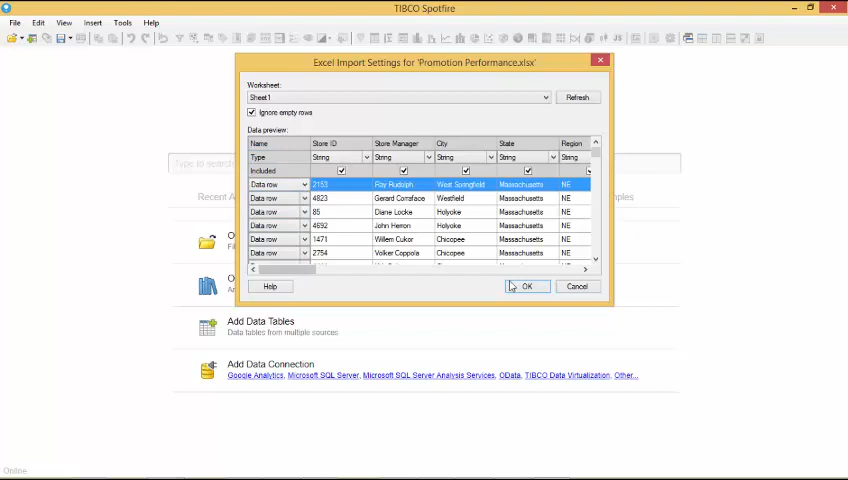 TIBCO Spotfire
File Edit View Insert Tools Help
Excel Import Settings for 'Promotion Performance.xlsx'
Worksheet:
Sheet1 Refresh
Ignore empty rows
Data preview:
Name Store ID Store Manager City State Region
Type String String String String String
Included
Data row 2153 Ray Rudolph West Springfield Massachusetts NE
Data row 4823 Gerard Corraface Westfield Massachusetts NE
Data row 85 Diane Locke Holyoke Massachusetts NE
Data row 4692 John Herron Holyoke Massachusetts NE
Data row 1471 Willem Cukor Chicopee Massachusetts NE
Data row 2754 Volker Coppola Chicopee Massachusetts NE
Help OK Cancel
Type to search
Recent A
Add Data Tables
Data tables from multiple sources
Add Data Connection
Google Analytics, Microsoft SQL Server, Microsoft SQL Server Analysis Services, OData, TIBCO Data Virtualization, Other...
Online